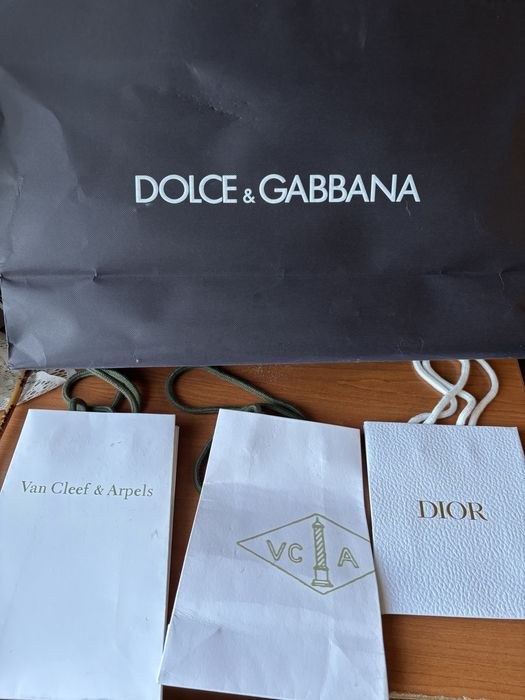 DOLCE & GABBANA
Van Cleef & Arpels
VC A
DIOR